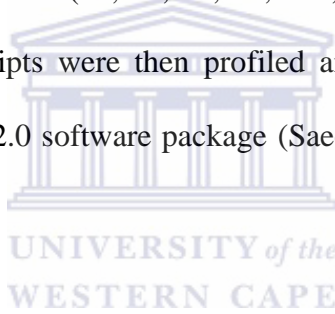 ipts were then profiled a
2.0 software package (Sae
UNIVERSITY of the
WESTERN CAPE